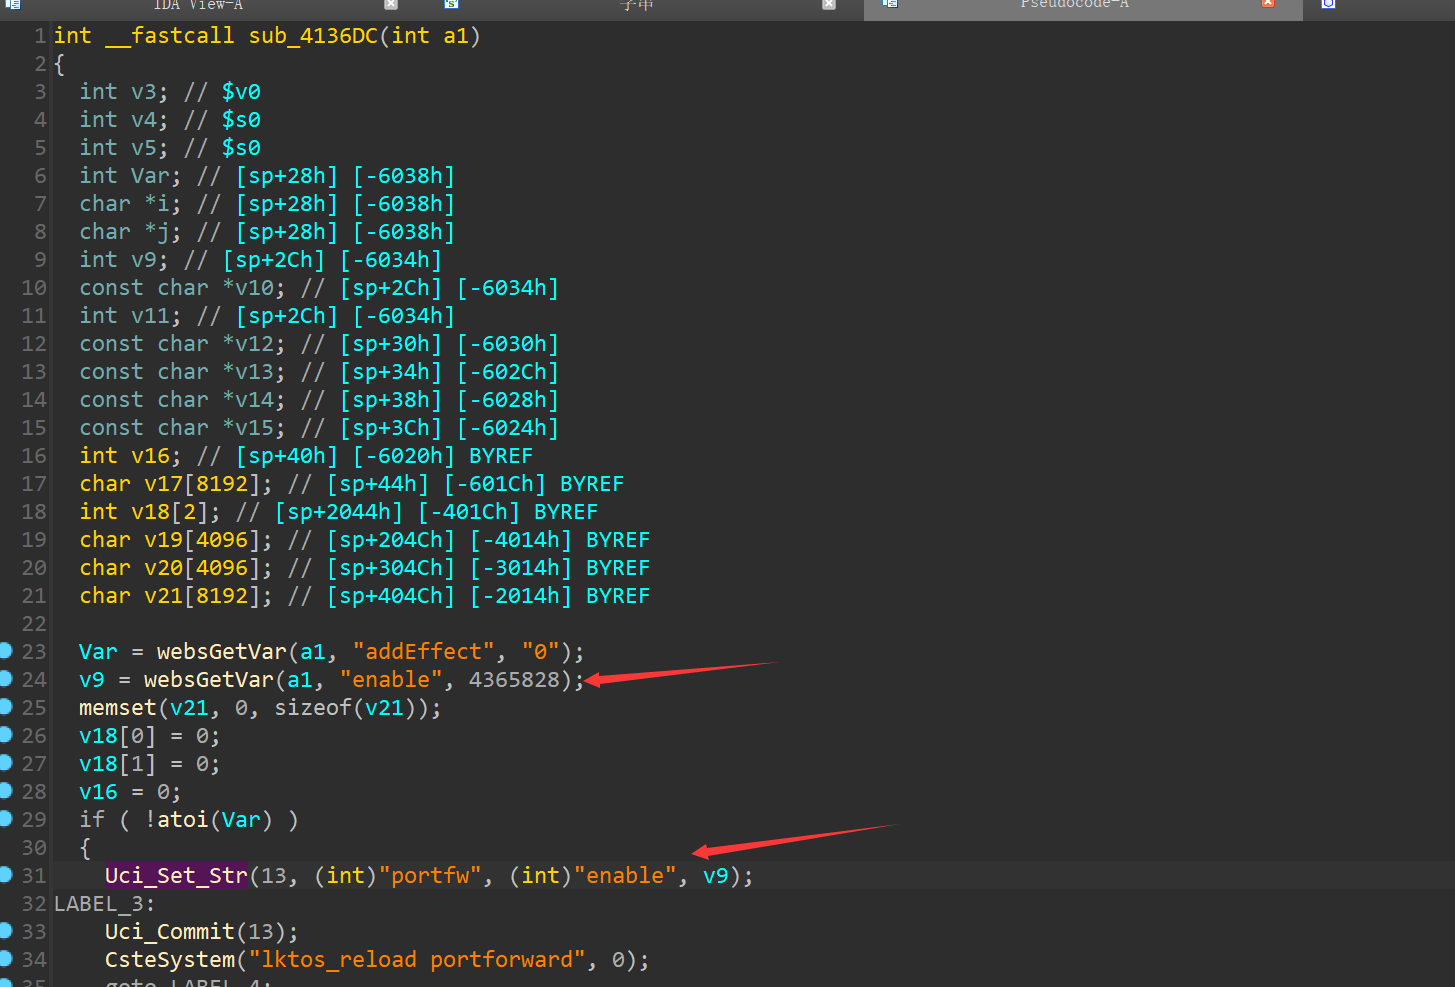 IDA View-A 字串 Pseudocode-A
1 int __fastcall sub_4136DC(int a1)
2 {
3 int v3; // $v0
4 int v4; // $s0
5 int v5; // $s0
6 int Var; // [sp+28h] [-6038h]
7 char *i; // [sp+28h] [-6038h]
8 char *j; // [sp+28h] [-6038h]
9 int v9; // [sp+2Ch] [-6034h]
10 const char *v10; // [sp+2Ch] [-6034h]
11 int v11; // [sp+2Ch] [-6034h]
12 const char *v12; // [sp+30h] [-6030h]
13 const char *v13; // [sp+34h] [-602Ch]
14 const char *v14; // [sp+38h] [-6028h]
15 const char *v15; // [sp+3Ch] [-6024h]
16 int v16; // [sp+40h] [-6020h] BYREF
17 char v17[8192]; // [sp+44h] [-601Ch] BYREF
18 int v18[2]; // [sp+2044h] [-401Ch] BYREF
19 char v19[4096]; // [sp+204Ch] [-4014h] BYREF
20 char v20[4096]; // [sp+304Ch] [-3014h] BYREF
21 char v21[8192]; // [sp+404Ch] [-2014h] BYREF
22
23 Var = websGetVar(a1, "addEffect", "0");
24 v9 = websGetVar(a1, "enable", 4365828);
25 memset(v21, 0, sizeof(v21));
26 v18[0] = 0;
27 v18[1] = 0;
28 v16 = 0;
29 if ( !atoi(Var) )
30 {
31 Uci_Set_Str(13, (int)"portfw", (int)"enable", v9);
32 LABEL_3:
33 Uci_Commit(13);
34 CsteSystem("lktos_reload portforward", 0);
35 goto LABEL_4;